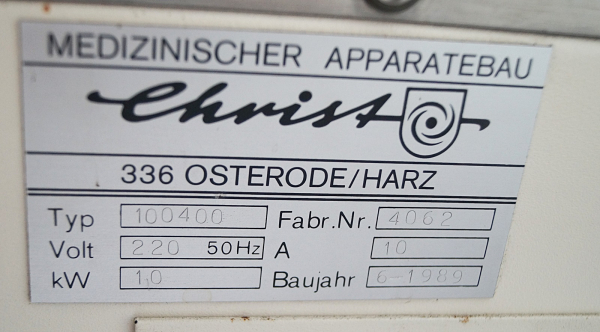 MEDIZINISCHER APPARATEBAU
Christ
336 OSTERODE/HARZ
Typ 100400 Fabr.Nr. 4062
Volt 220 50Hz A 10
kW 1,0 Baujahr 6-1989